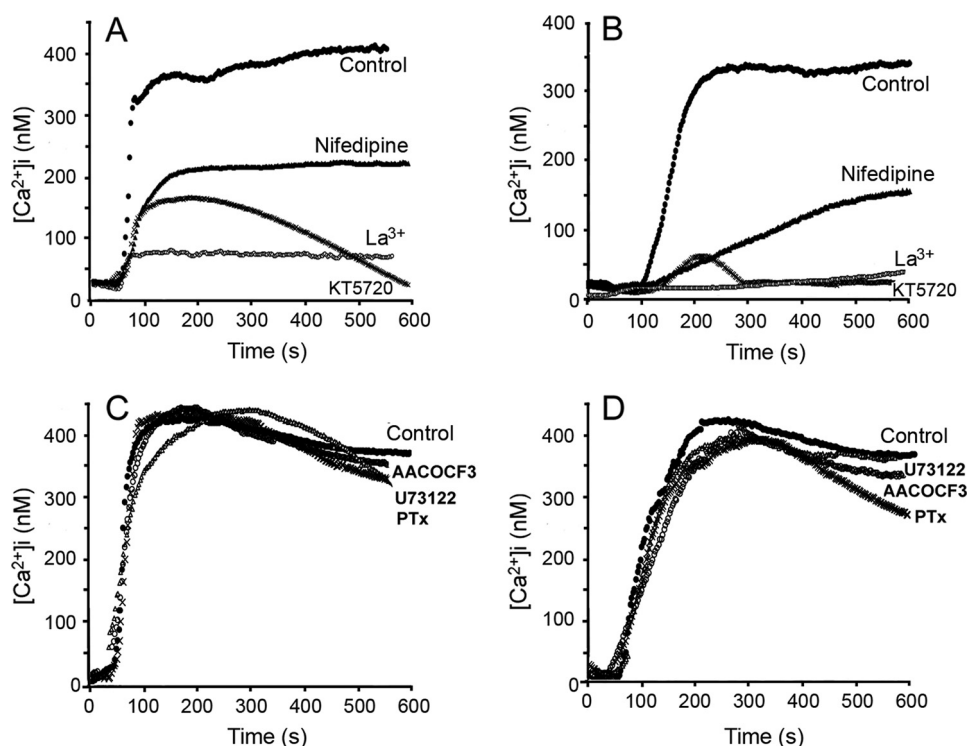 A
400
300
200
100
0
[Ca²⁺]i (nM)
Control
Nifedipine
La³⁺
KT5720
0 100 200 300 400 500 600
Time (s)
B
400
350
300
250
200
150
100
50
0
[Ca²⁺]i (nM)
Control
Nifedipine
La³⁺
KT5720
0 100 200 300 400 500 600
Time (s)
C
400
300
200
100
0
[Ca²⁺]i (nM)
Control
AACOCF3
U73122
PTx
0 100 200 300 400 500 600
Time (s)
D
400
300
200
100
0
[Ca²⁺]i (nM)
Control
U73122
AACOCF3
PTx
0 100 200 300 400 500 600
Time (s)